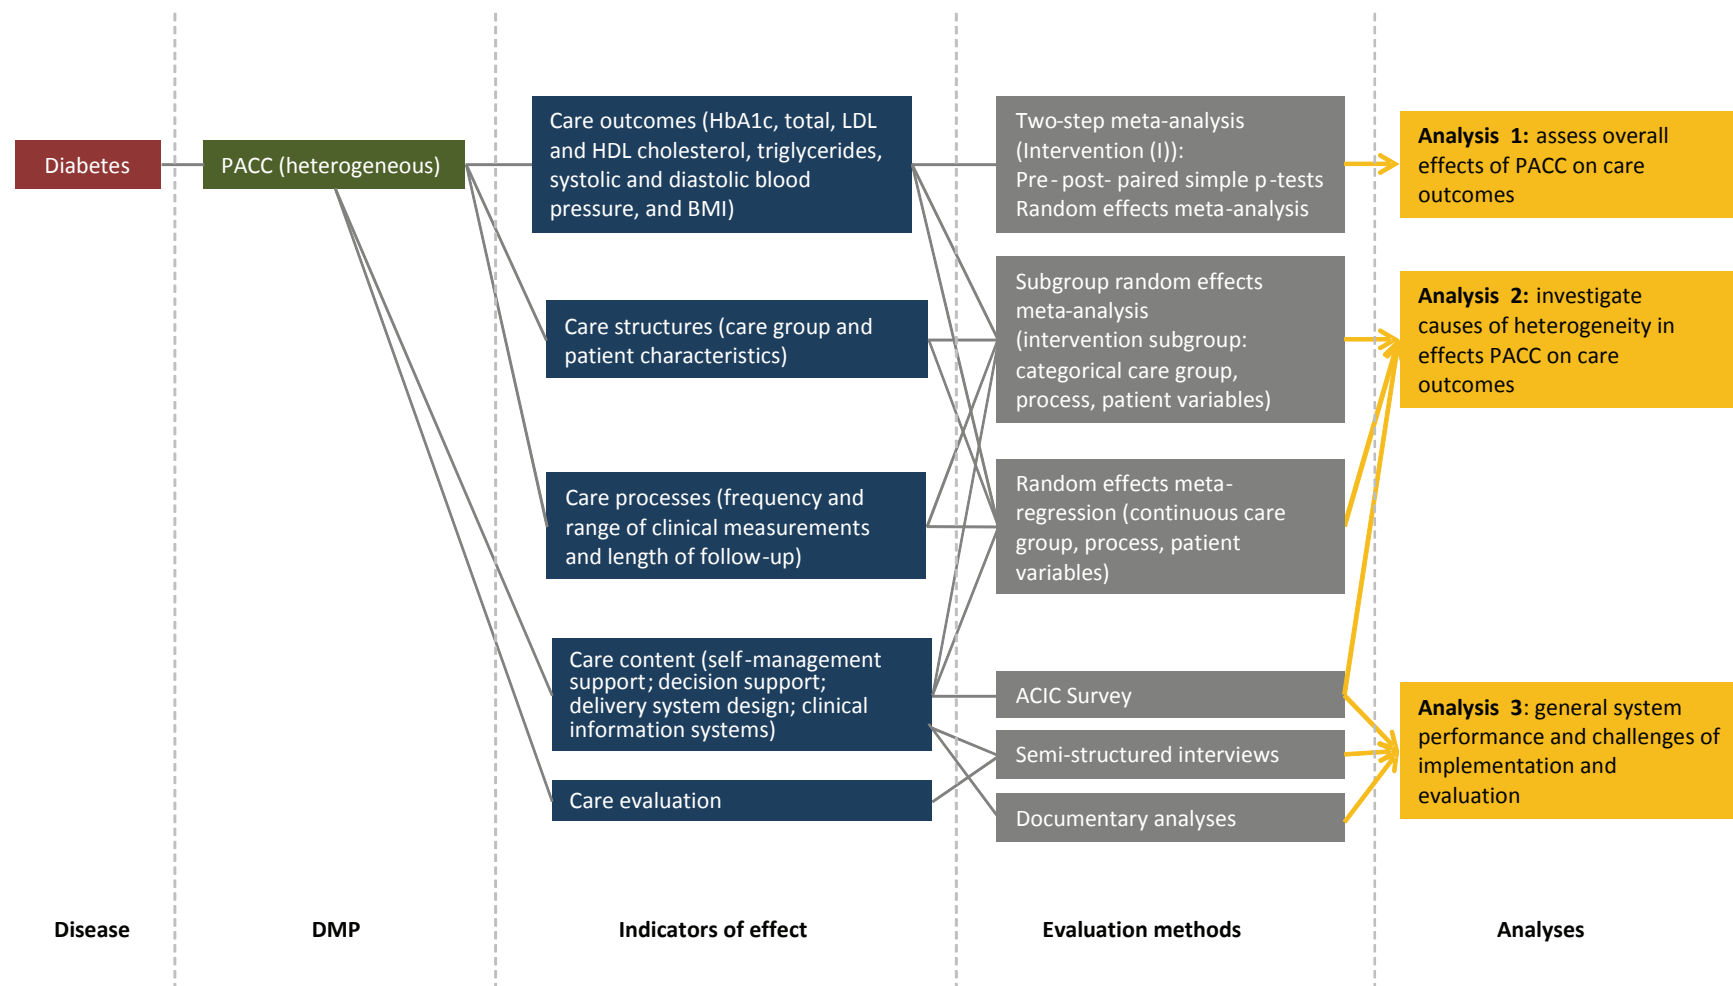 Diabetes
PACC (heterogeneous)
Care outcomes (HbA1c, total, LDL
and HDL cholesterol, triglycerides,
systolic and diastolic blood
pressure, and BMI)
Care structures (care group and
patient characteristics)
Care processes (frequency and
range of clinical measurements
and length of follow-up)
Care content (self-management
support; decision support;
delivery system design; clinical
information systems)
Care evaluation
Two-step meta-analysis
(Intervention (I)):
Pre-post-paired simple p-tests
Random effects meta-analysis
Subgroup random effects
meta-analysis
(intervention subgroup:
categorical care group,
process, patient variables)
Random effects meta-
regression (continuous care
group, process, patient
variables)
ACIC Survey
Semi-structured interviews
Documentary analyses
Analysis 1: assess overall
effects of PACC on care
outcomes
Analysis 2: investigate
causes of heterogeneity in
effects PACC on care
outcomes
Analysis 3: general system
performance and challenges of
implementation and
evaluation
Disease
DMP
Indicators of effect
Evaluation methods
Analyses